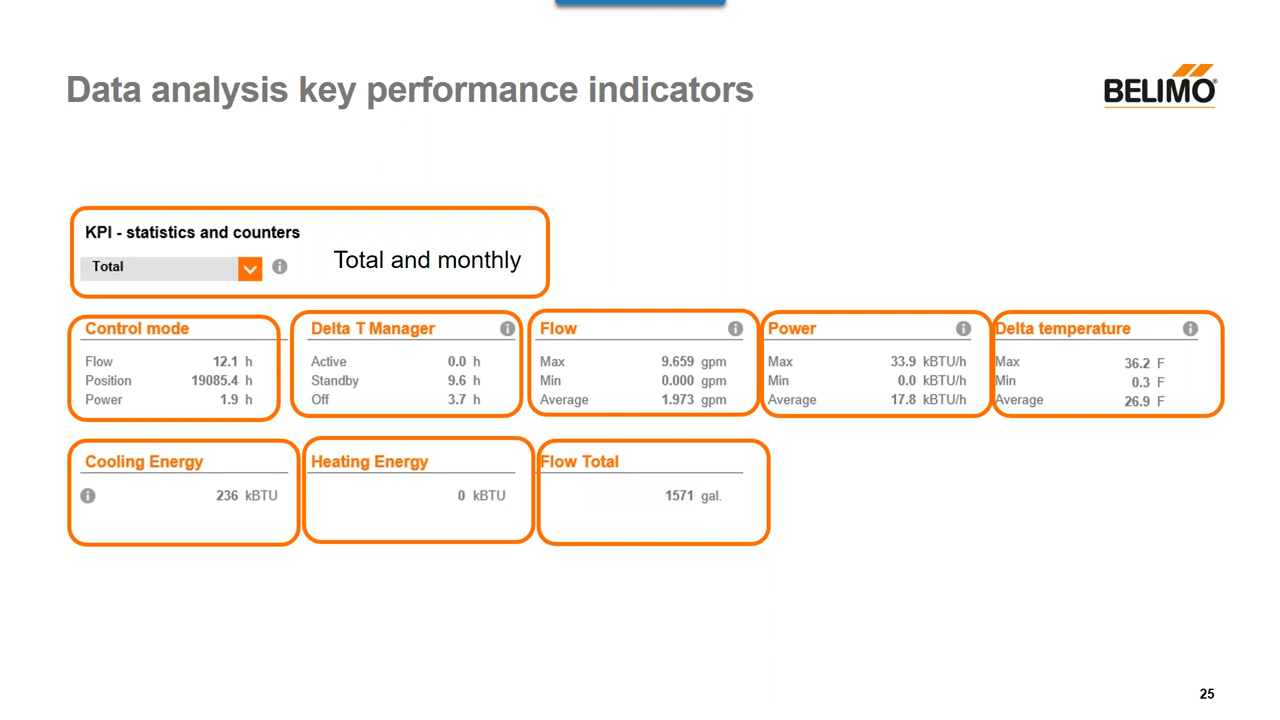 Data analysis key performance indicators
BELIMO
KPI - statistics and counters
Total
Total and monthly
Control mode
Flow 12.1 h
Position 19085.4 h
Power 1.9 h
Delta T Manager
Active 0.0 h
Standby 9.6 h
Off 3.7 h
Flow
Max 9.659 gpm
Min 0.000 gpm
Average 1.973 gpm
Power
Max 33.9 kBTU/h
Min 0.0 kBTU/h
Average 17.8 kBTU/h
Delta temperature
Max 36.2 F
Min 0.3 F
Average 26.9 F
Cooling Energy
236 kBTU
Heating Energy
0 kBTU
Flow Total
1571 gal.
25